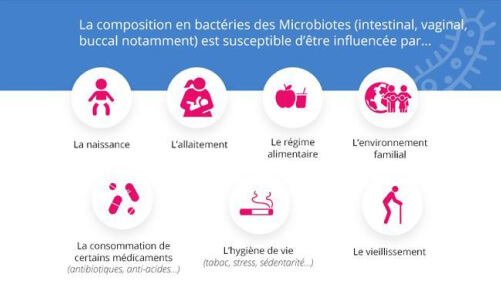 La composition en bactéries des Microbiotes (intestinal, vaginal,
buccal notamment) est susceptible d'être influencée par...
La naissance
L'allaitement
Le régime
alimentaire
L'environnement
familial
La consommation de
certains médicaments
(antibiotiques, anti-acides...)
L'hygiène de vie
(tabac, stress, sédentarité...)
Le vieillissement